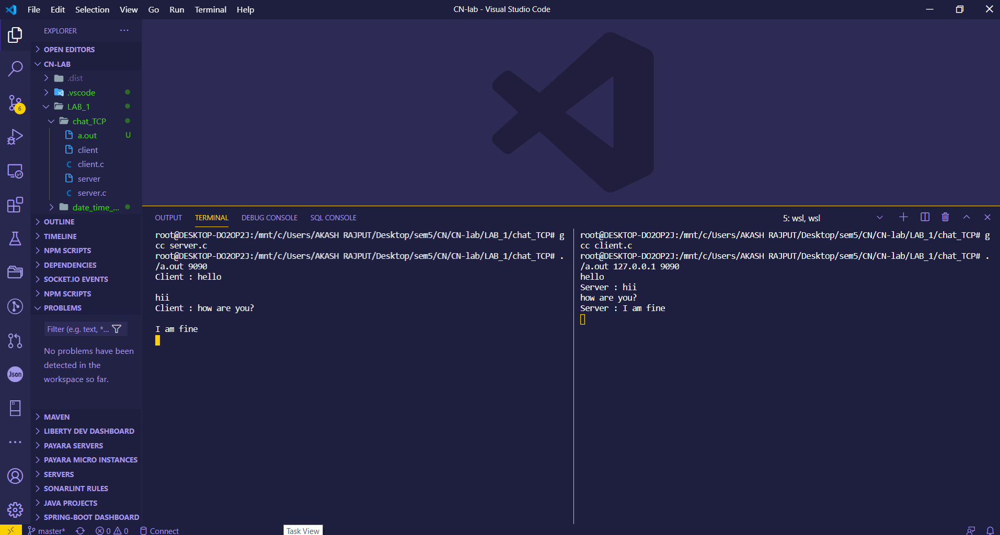 File Edit Selection View Go Run Terminal Help
CN-lab - Visual Studio Code
EXPLORER
OPEN EDITORS
CN-LAB
.dist
.vscode
LAB_1
chat_TCP
a.out U
client
C client.c
server
C server.c
date_time_...
OUTLINE
TIMELINE
NPM SCRIPTS
DEPENDENCIES
SOCKET.IO EVENTS
NPM SCRIPTS
PROBLEMS
Filter (e.g. text, *...
No problems have been
detected in the
workspace so far.
MAVEN
LIBERTY DEV DASHBOARD
PAYARA SERVERS
PAYARA MICRO INSTANCES
SERVERS
SONARLINT RULES
JAVA PROJECTS
SPRING-BOOT DASHBOARD
6
Json
OUTPUT TERMINAL DEBUG CONSOLE SQL CONSOLE
5: wsl, wsl
root@DESKTOP-DO2OP2J:/mnt/c/Users/AKASH RAJPUT/Desktop/sem5/CN/CN-lab/LAB_1/chat_TCP# g
cc server.c
root@DESKTOP-DO2OP2J:/mnt/c/Users/AKASH RAJPUT/Desktop/sem5/CN/CN-lab/LAB_1/chat_TCP# .
/a.out 9090
Client : hello
hii
Client : how are you?
I am fine
root@DESKTOP-DO2OP2J:/mnt/c/Users/AKASH RAJPUT/Desktop/sem5/CN/CN-lab/LAB_1/chat_TCP# g
cc client.c
root@DESKTOP-DO2OP2J:/mnt/c/Users/AKASH RAJPUT/Desktop/sem5/CN/CN-lab/LAB_1/chat_TCP# .
/a.out 127.0.0.1 9090
hello
Server : hii
how are you?
Server : I am fine
master* 0 0 Connect
Task View